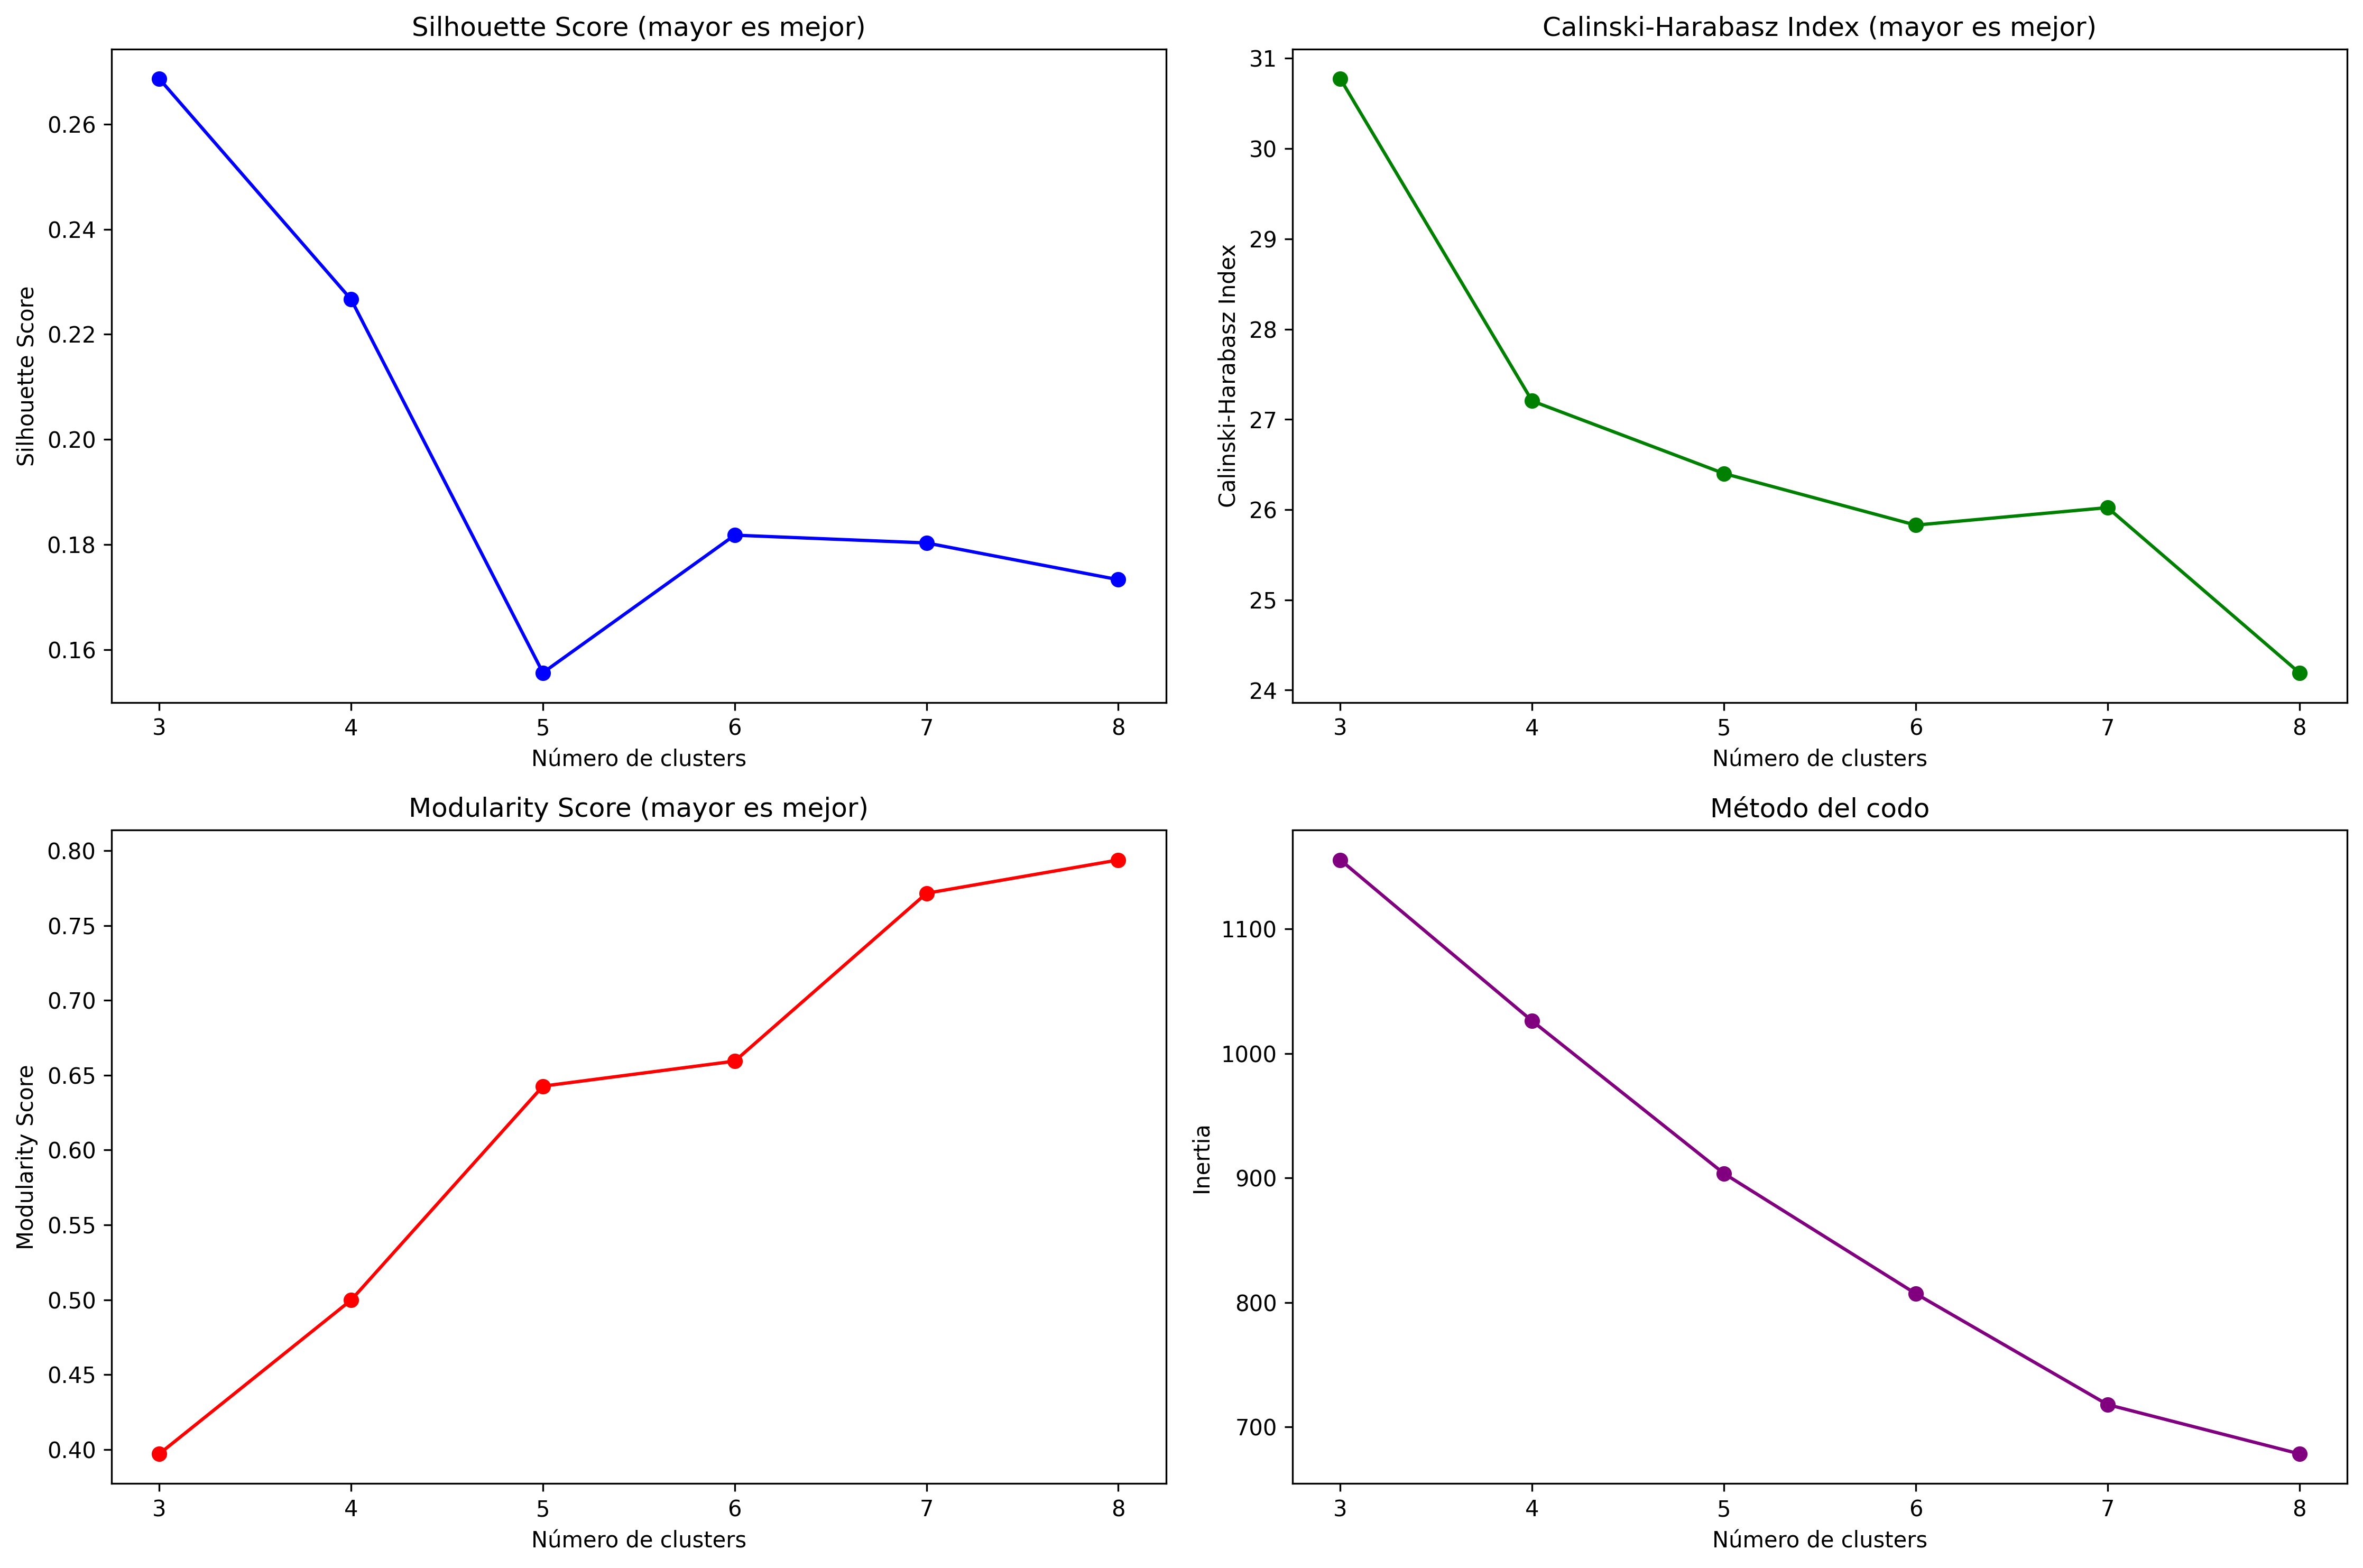 Silhouette Score (mayor es mejor)
Silhouette Score
0.26
0.24
0.22
0.20
0.18
0.16
3 4 5 6 7 8
Número de clusters
Calinski-Harabasz Index (mayor es mejor)
Calinski-Harabasz Index
31
30
29
28
27
26
25
24
3 4 5 6 7 8
Número de clusters
Modularity Score (mayor es mejor)
Modularity Score
0.80
0.75
0.70
0.65
0.60
0.55
0.50
0.45
0.40
3 4 5 6 7 8
Número de clusters
Método del codo
Inertia
1100
1000
900
800
700
3 4 5 6 7 8
Número de clusters